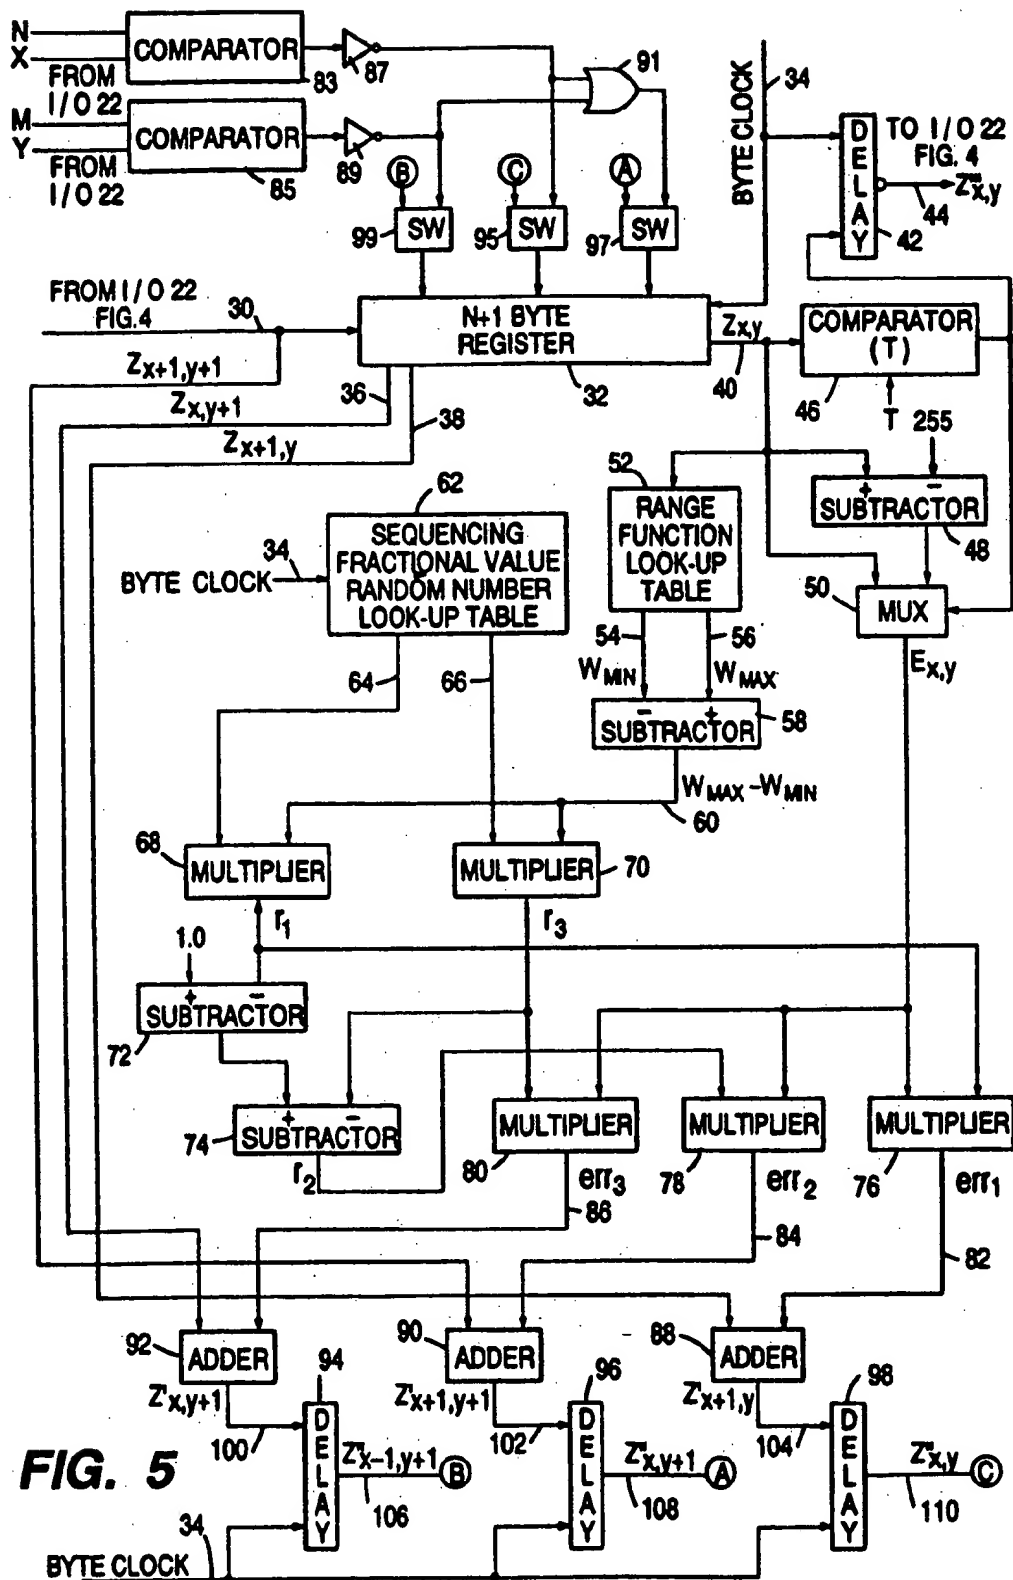 N
X
COMPARATOR
83
87
FROM
I/O 22
91
BYTE CLOCK
34
M
Y
COMPARATOR
85
89
FROM
I/O 22
B
C
A
DELAY
TO I/O 22
FIG. 4
Z'''x,y
44
42
99
SW
95
SW
97
SW
FROM I/O 22
FIG.4
30
N+1 BYTE
REGISTER
32
Zx,y
40
COMPARATOR
(T)
46
T
255
Zx+1,y+1
36
Zx,y+1
38
Zx+1,y
62
SEQUENCING
FRACTIONAL VALUE
RANDOM NUMBER
LOOK-UP TABLE
34
BYTE CLOCK
52
RANGE
FUNCTION
LOOK-UP
TABLE
+
−
SUBTRACTOR
48
50
MUX
Ex,y
64
66
54
56
WMIN
WMAX
−
+
SUBTRACTOR
58
WMAX −WMIN
60
68
MULTIPLIER
MULTIPLIER
70
r1
r3
1.0
+
−
SUBTRACTOR
72
+
−
SUBTRACTOR
74
r2
MULTIPLIER
80
err3
86
MULTIPLIER
78
err2
84
MULTIPLIER
76
err1
82
92
ADDER
90
ADDER
88
ADDER
Z'x,y+1
94
Z'x+1,y+1
96
Z'x+1,y
98
100
DELAY
102
DELAY
104
DELAY
FIG. 5
Z''x−1,y+1
B
106
Z''x,y+1
A
108
Z''x,y
C
110
34
BYTE CLOCK